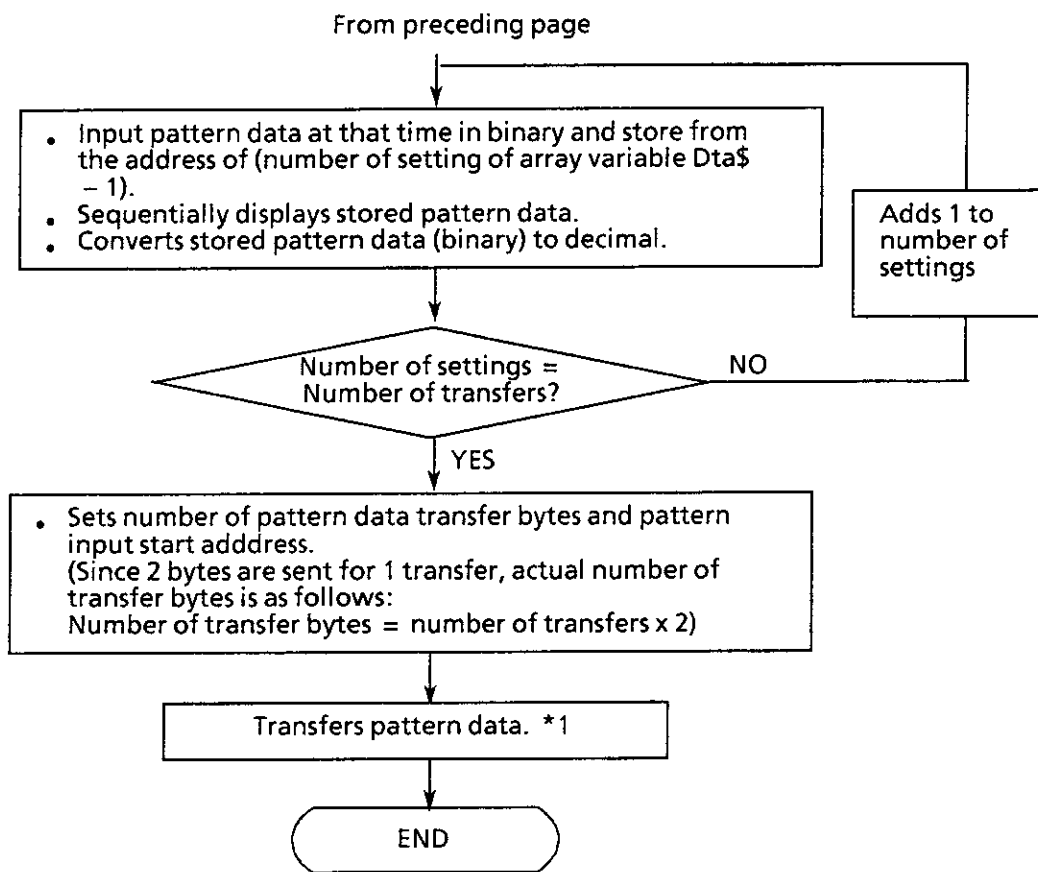 From preceding page
• Input pattern data at that time in binary and store from
the address of (number of setting of array variable Dta$
– 1).
• Sequentially displays stored pattern data.
• Converts stored pattern data (binary) to decimal.
Adds 1 to
number of
settings
Number of settings =
Number of transfers?
NO
YES
• Sets number of pattern data transfer bytes and pattern
input start adddress.
(Since 2 bytes are sent for 1 transfer, actual number of
transfer bytes is as follows:
Number of transfer bytes = number of transfers x 2)
Transfers pattern data. *1
END